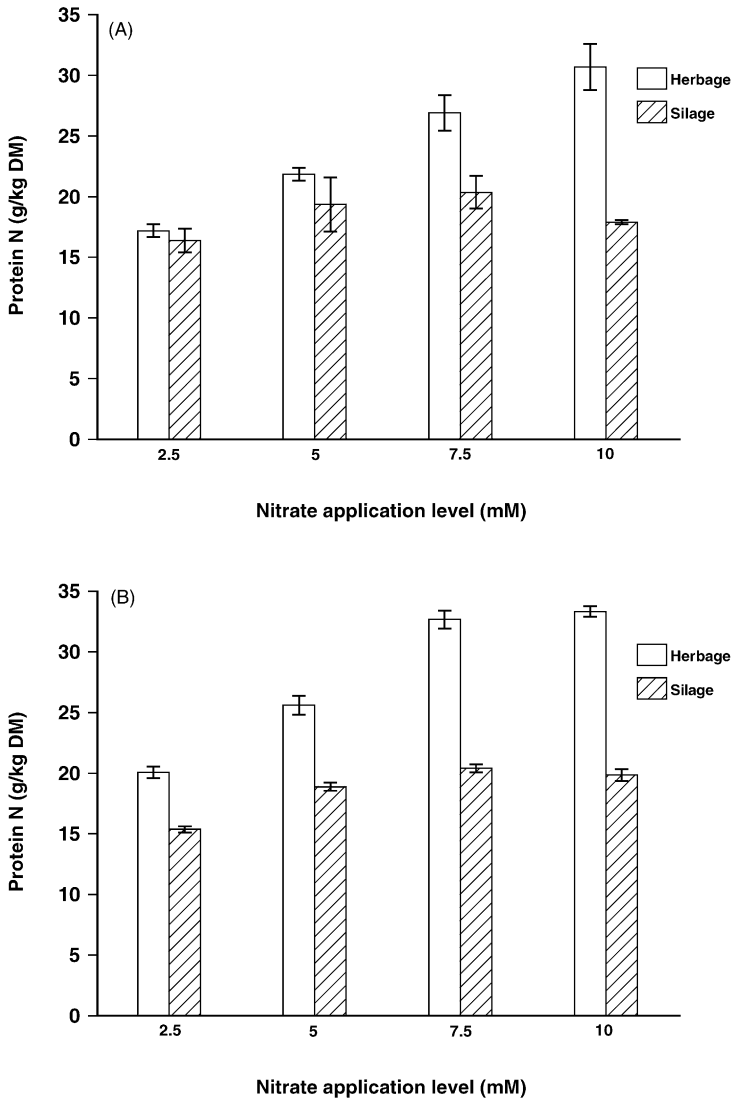 (A)
35
30
25
20
15
10
5
0
Protein N (g/kg DM)
Herbage
Silage
2.5 5 7.5 10
Nitrate application level (mM)
(B)
35
30
25
20
15
10
5
0
Protein N (g/kg DM)
Herbage
Silage
2.5 5 7.5 10
Nitrate application level (mM)